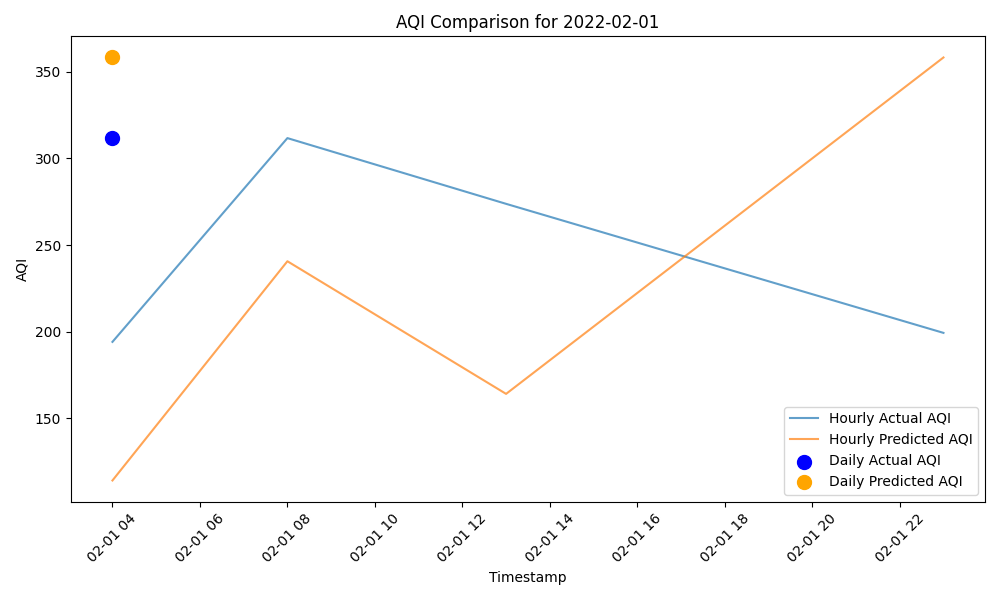 AQI Comparison for 2022-02-01
AQI
350
300
250
200
150
Hourly Actual AQI
Hourly Predicted AQI
Daily Actual AQI
Daily Predicted AQI
02-01 04
02-01 06
02-01 08
02-01 10
02-01 12
02-01 14
02-01 16
02-01 18
02-01 20
02-01 22
Timestamp